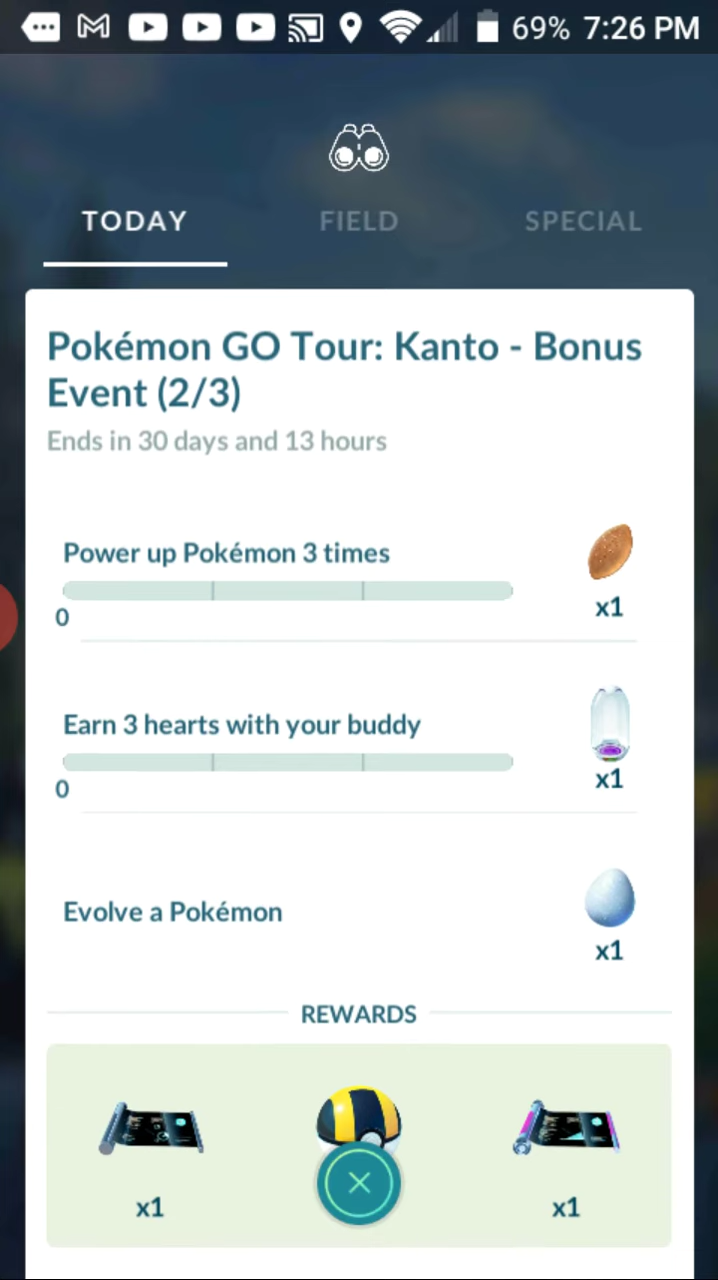 69% 7:26 PM
TODAY FIELD SPECIAL
Pokémon GO Tour: Kanto - Bonus
Event (2/3)
Ends in 30 days and 13 hours
Power up Pokémon 3 times
x1
0
Earn 3 hearts with your buddy
x1
0
Evolve a Pokémon
x1
REWARDS
x1 x1